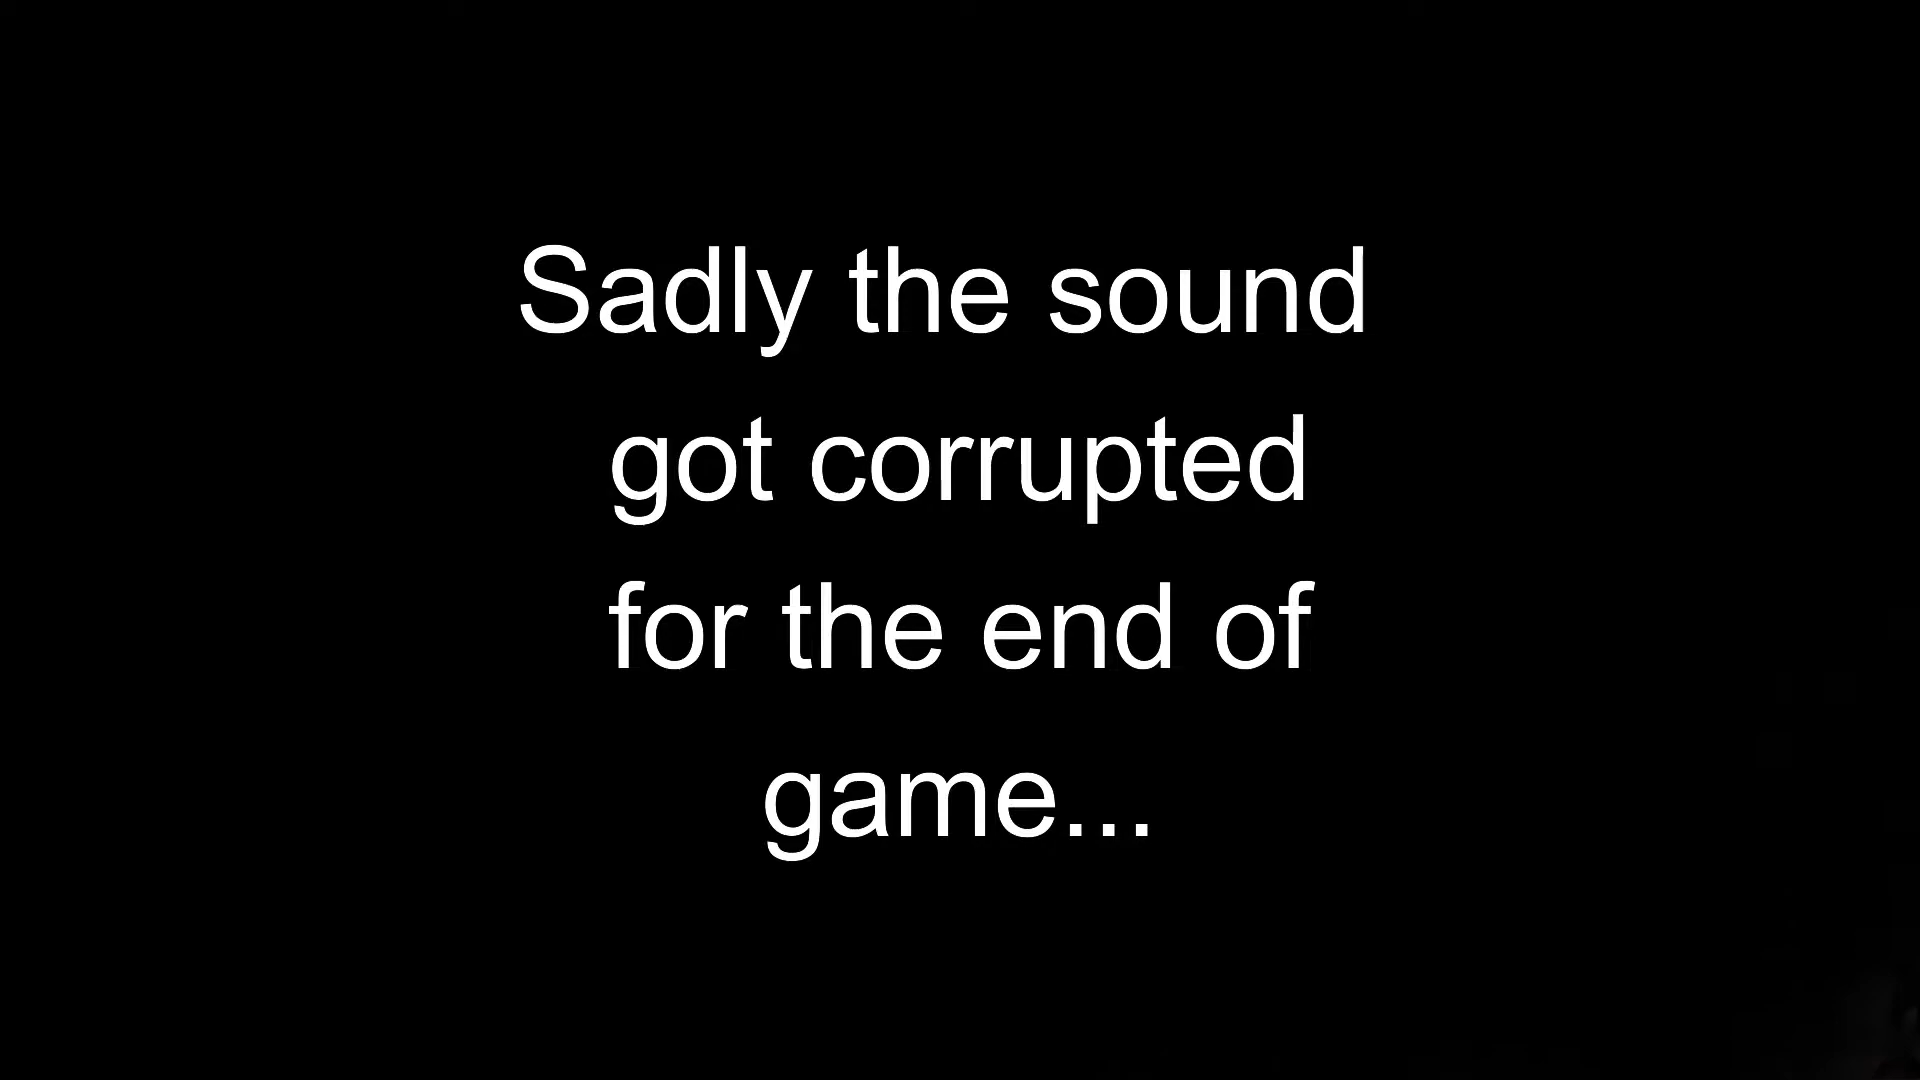 Sadly the sound
got corrupted
for the end of
game...